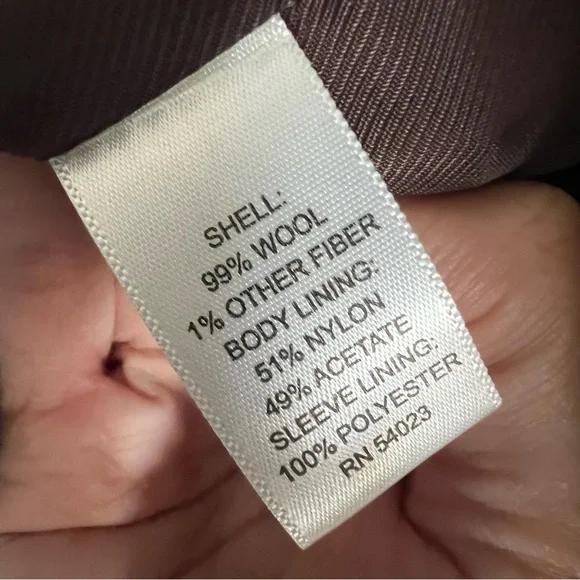 SHELL:
99% WOOL
1% OTHER FIBER
BODY LINING:
51% NYLON
49% ACETATE
SLEEVE LINING:
100% POLYESTER
RN 54023